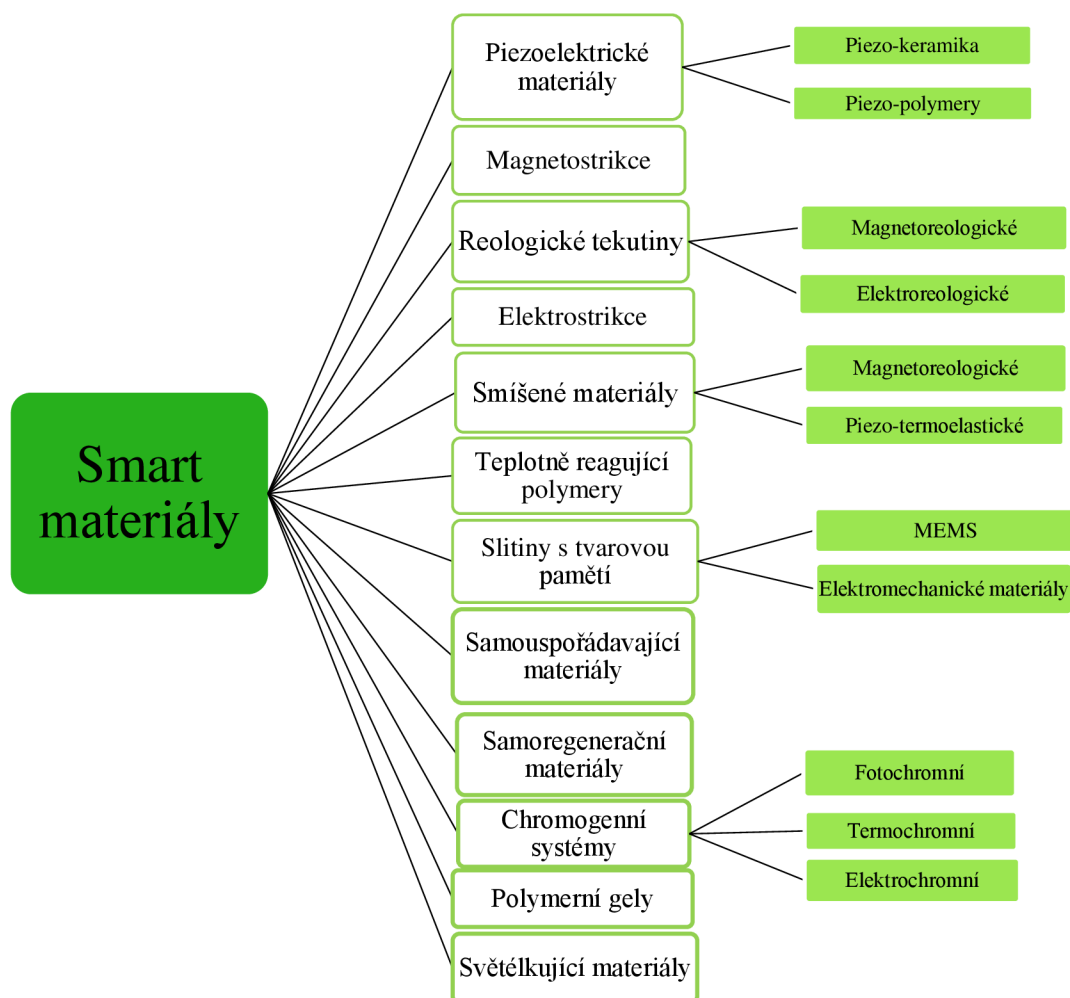 Smart
materiály
Piezoelektrické
materiály
Piezo-keramika
Piezo-polymery
Magnetostrikce
Reologické tekutiny
Magnetoreologické
Elektroreologické
Elektrostrikce
Smíšené materiály
Magnetoreologické
Piezo-termoelastické
Teplotně reagující
polymery
Slitiny s tvarovou
pamětí
MEMS
Elektromechanické materiály
Samouspořádavající
materiály
Samoregenerační
materiály
Chromogenní
systémy
Fotochromní
Termochromní
Elektrochromní
Polymerní gely
Světélkující materiály